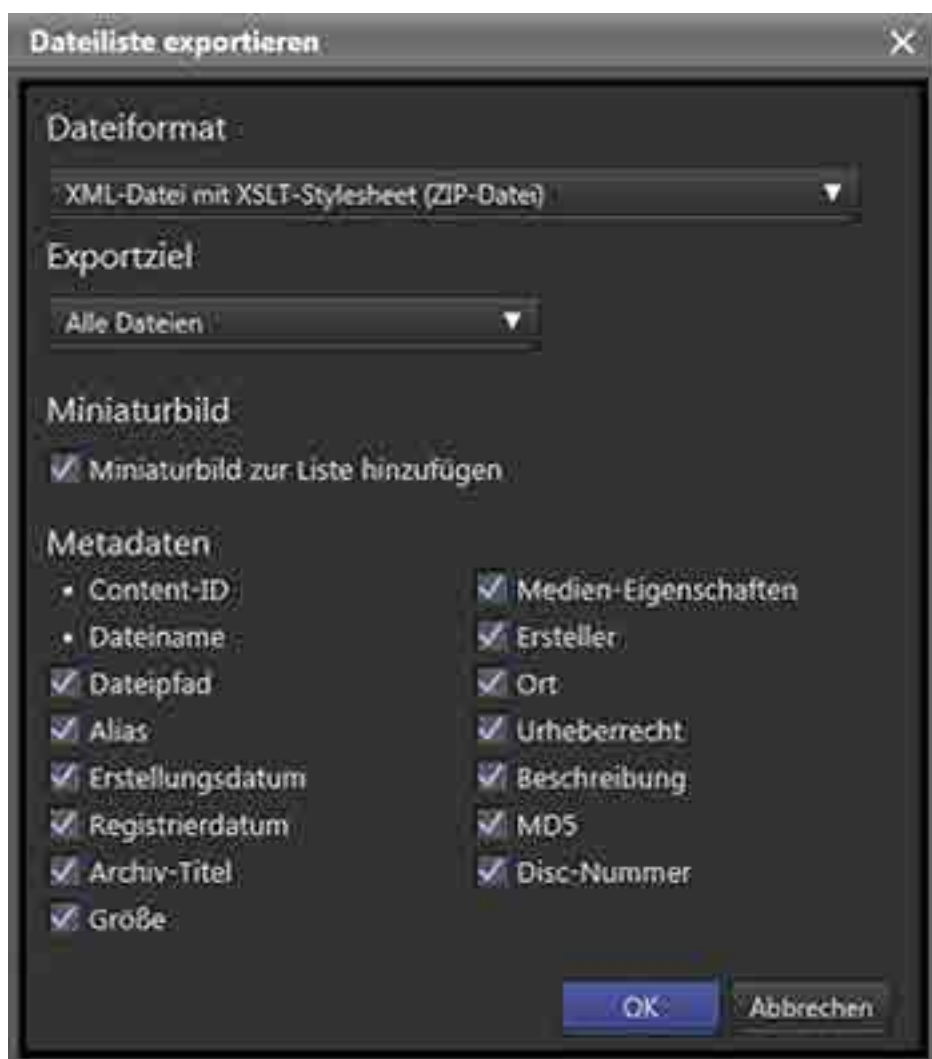 Dateiliste exportieren
Dateiformat
XML-Datei mit XSLT-Stylesheet (ZIP-Datei)
Exportziel
Alle Dateien
Miniaturbild
Miniaturbild zur Liste hinzufügen
Metadaten
• Content-ID
• Dateiname
Dateipfad
Alias
Erstellungsdatum
Registrierdatum
Archiv-Titel
Größe
Medien-Eigenschaften
Ersteller
Ort
Urheberrecht
Beschreibung
MD5
Disc-Nummer
OK
Abbrechen